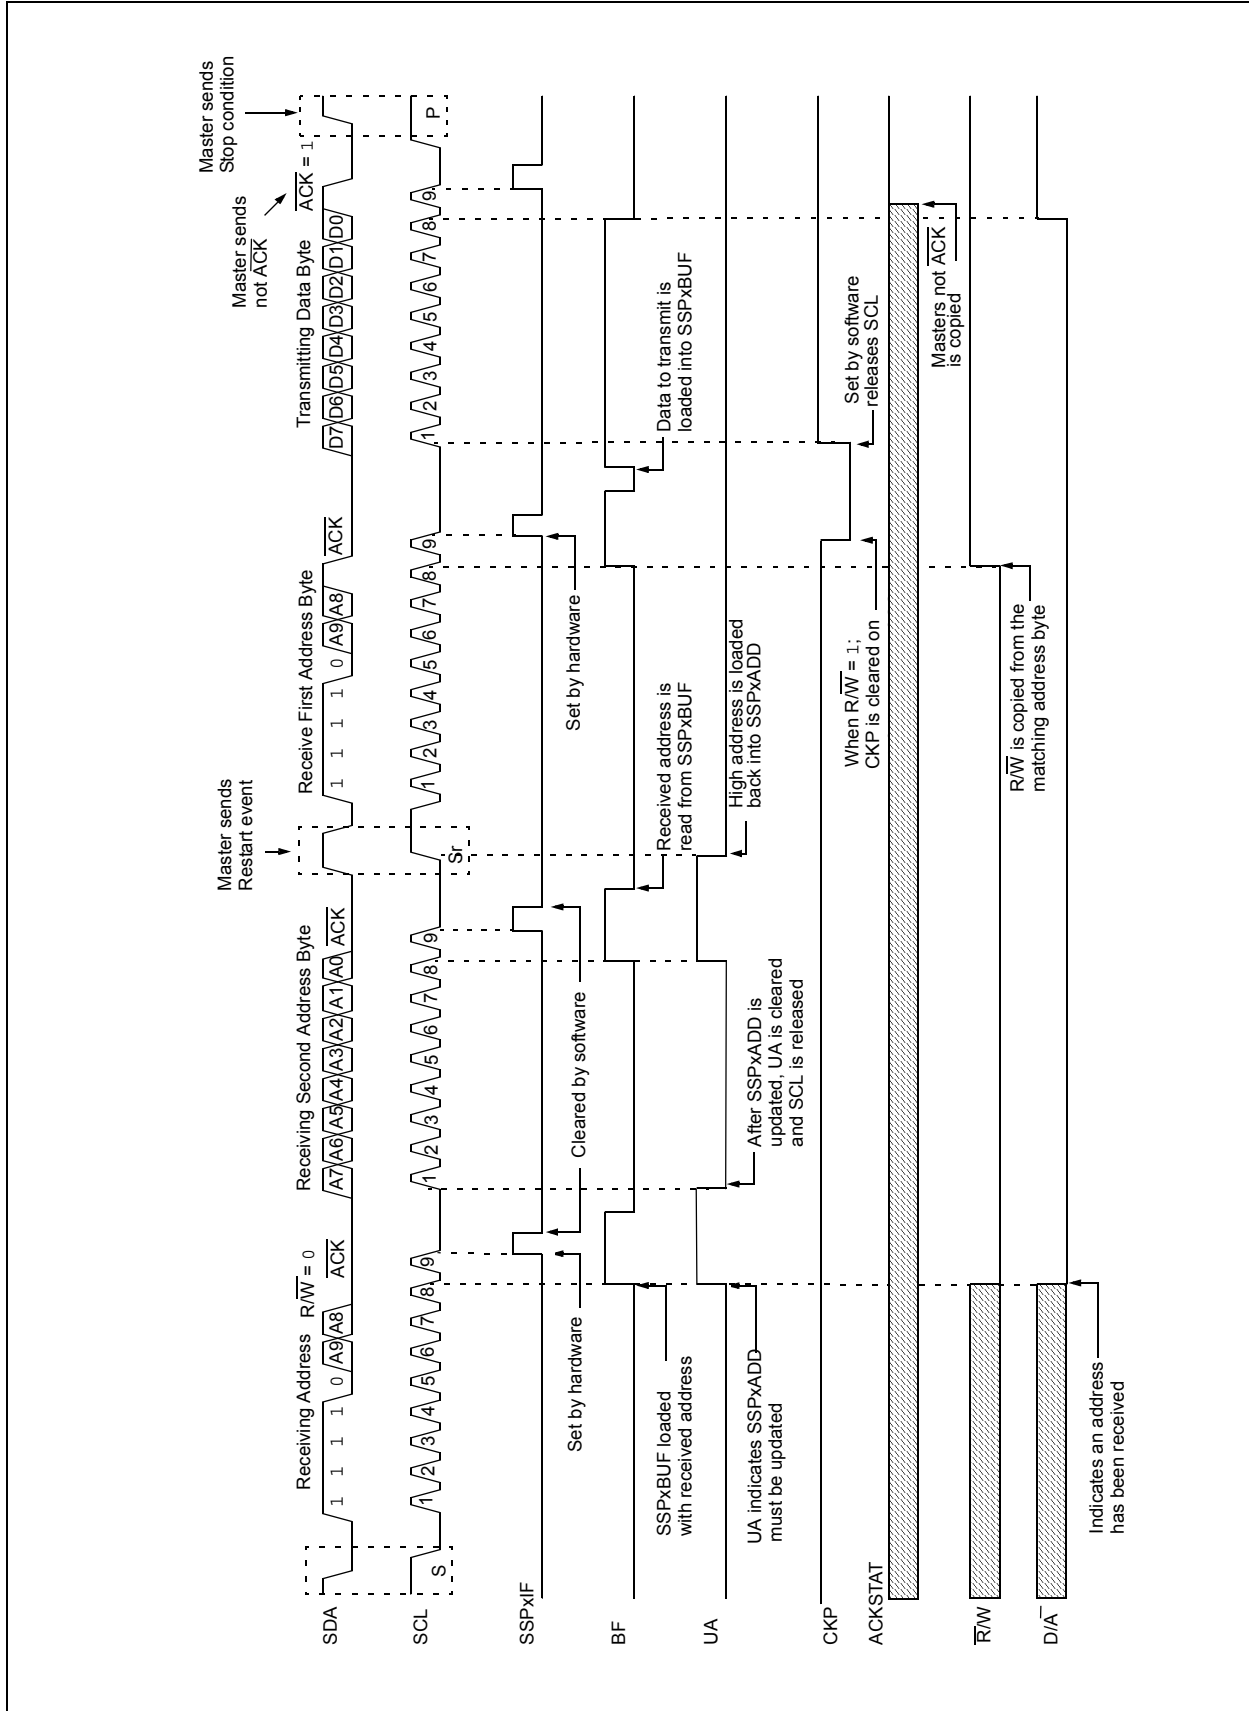 Master sends
Stop condition
Master sends
not ACK
ACK = 1
Master sends
Restart event
Receiving Address R/W = 0
Receiving Second Address Byte
Receive First Address Byte
Transmitting Data Byte
SDA
1 1 1 1 0 A9 A8 ACK
A7 A6 A5 A4 A3 A2 A1 A0 ACK
1 1 1 1 0 A9 A8 ACK
D7 D6 D5 D4 D3 D2 D1 D0
SCL
S
1 2 3 4 5 6 7 8 9
1 2 3 4 5 6 7 8 9
Sr
1 2 3 4 5 6 7 8 9
1 2 3 4 5 6 7 8 9
P
SSPxIF
Set by hardware
Cleared by software
Set by hardware
BF
SSPxBUF loaded
with received address
Received address is
read from SSPxBUF
Data to transmit is
loaded into SSPxBUF
UA
UA indicates SSPxADD
must be updated
After SSPxADD is
updated, UA is cleared
and SCL is released
High address is loaded
back into SSPxADD
CKP
When R/W = 1;
CKP is cleared on
Set by software
releases SCL
ACKSTAT
Masters not ACK
is copied
R/W
R/W is copied from the
matching address byte
D/A
Indicates an address
has been received